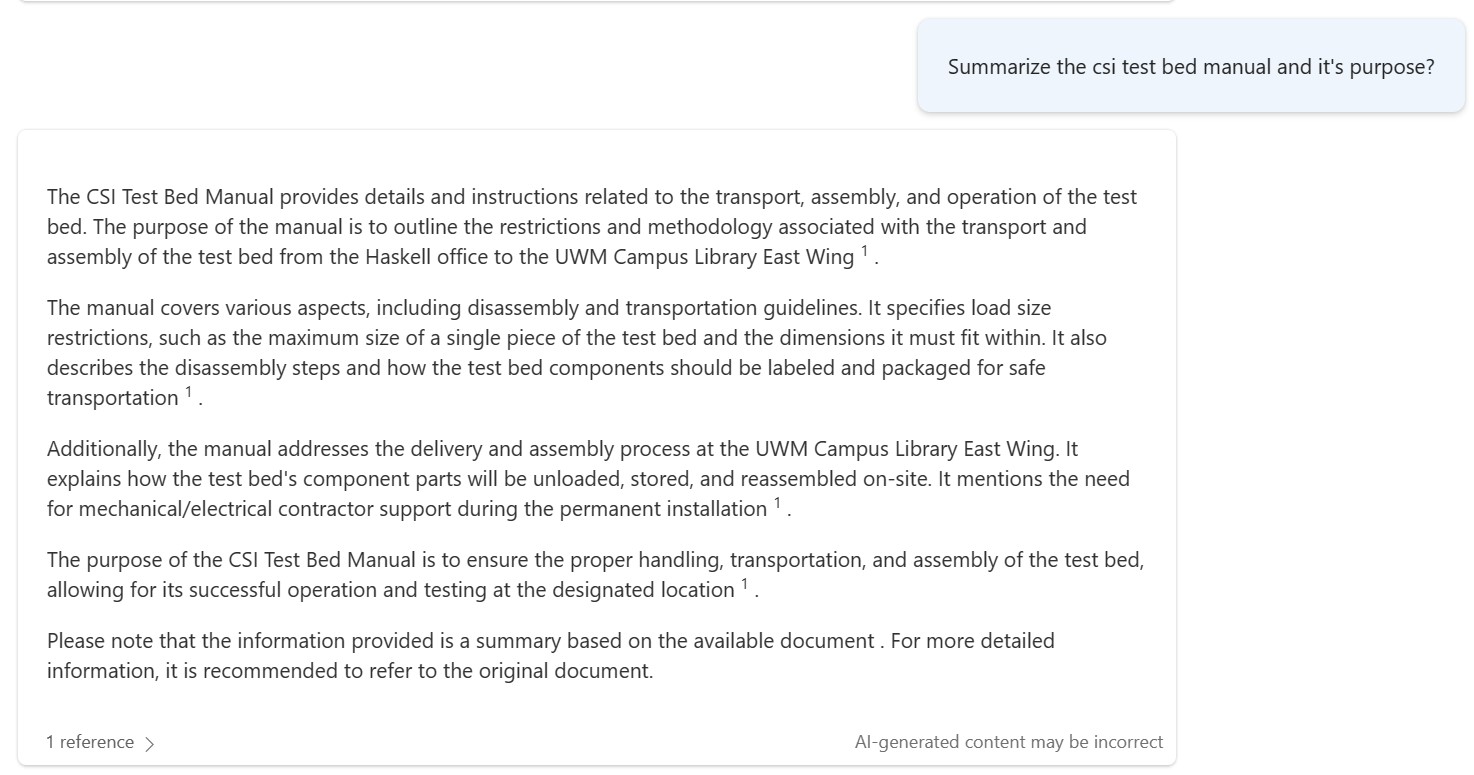 Summarize the csi test bed manual and it's purpose?
The CSI Test Bed Manual provides details and instructions related to the transport, assembly, and operation of the test
bed. The purpose of the manual is to outline the restrictions and methodology associated with the transport and
assembly of the test bed from the Haskell office to the UWM Campus Library East Wing 1 .
The manual covers various aspects, including disassembly and transportation guidelines. It specifies load size
restrictions, such as the maximum size of a single piece of the test bed and the dimensions it must fit within. It also
describes the disassembly steps and how the test bed components should be labeled and packaged for safe
transportation 1 .
Additionally, the manual addresses the delivery and assembly process at the UWM Campus Library East Wing. It
explains how the test bed's component parts will be unloaded, stored, and reassembled on-site. It mentions the need
for mechanical/electrical contractor support during the permanent installation 1 .
The purpose of the CSI Test Bed Manual is to ensure the proper handling, transportation, and assembly of the test bed,
allowing for its successful operation and testing at the designated location 1 .
Please note that the information provided is a summary based on the available document . For more detailed
information, it is recommended to refer to the original document.
1 reference
AI-generated content may be incorrect